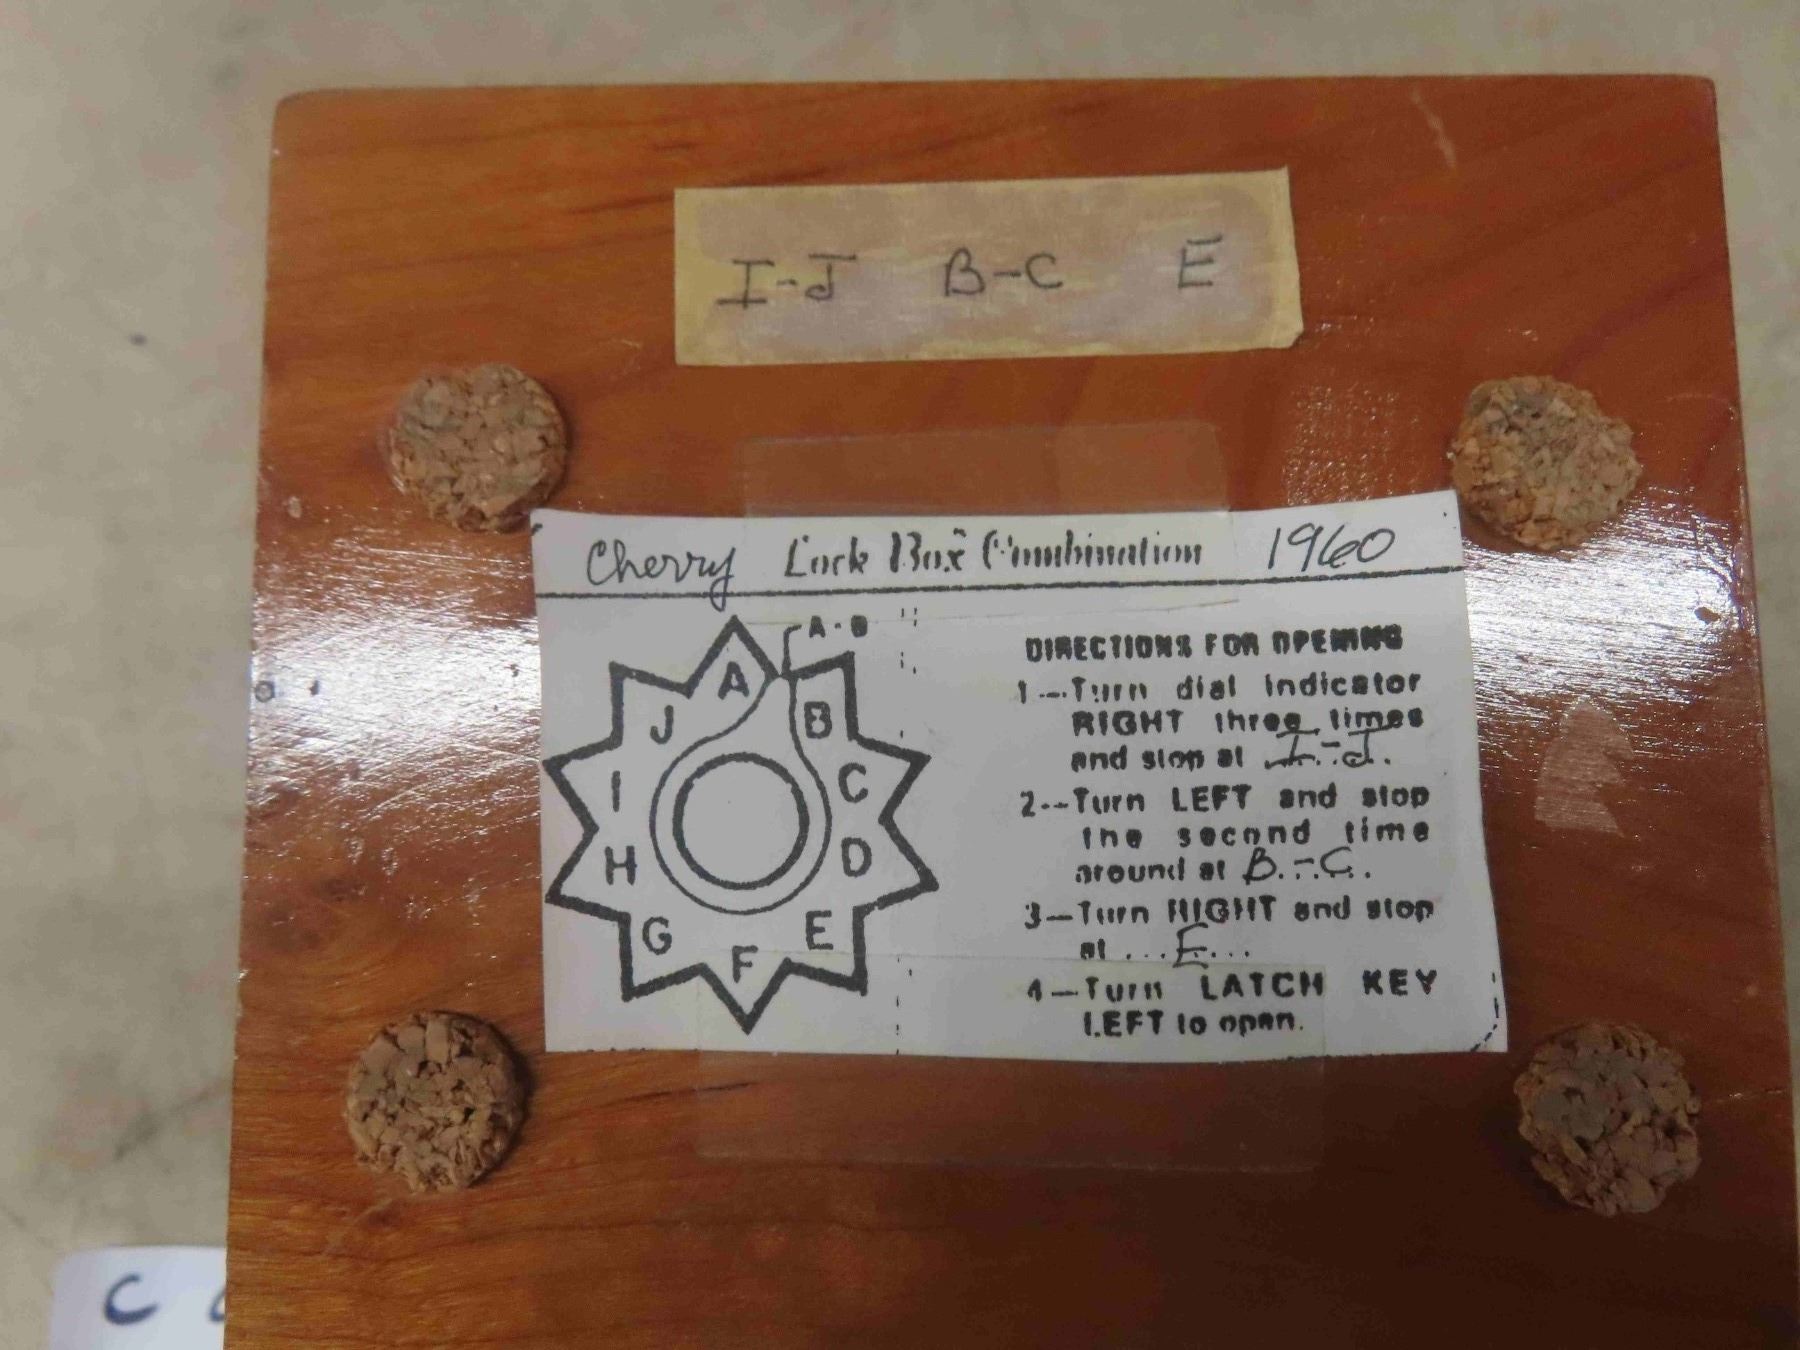 I-J B-C E
Cherry Lock Box Combination 1960
A-B
A
B
C
D
E
F
G
H
I
J
DIRECTIONS FOR OPENING
1--Turn dial indicator
RIGHT three times
and stop at I-J.
2--Turn LEFT and stop
the second time
around at B.-.C..
3--Turn RIGHT and stop
at ...E...
4--Turn LATCH KEY
LEFT to open.
C